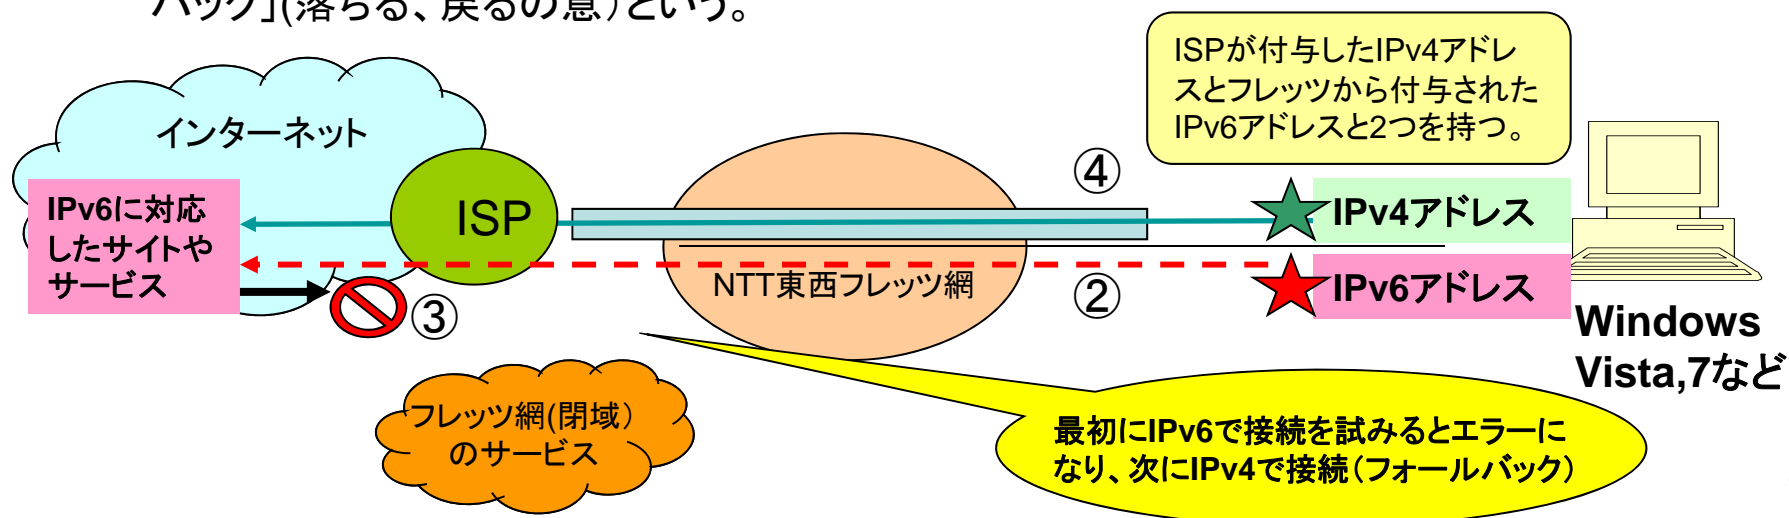 バック」(落ちる、戻るの意)という。
ISPが付与したIPv4アドレ
スとフレッツから付与された
IPv6アドレスと2つを持つ。
インターネット
④
IPv6に対応
したサイトや
サービス
ISP
IPv4アドレス
NTT東西フレッツ網
②
IPv6アドレス
③
Windows
Vista,7など
フレッツ網(閉域)
のサービス
最初にIPv6で接続を試みるとエラーに
なり、次にIPv4で接続(フォールバック)